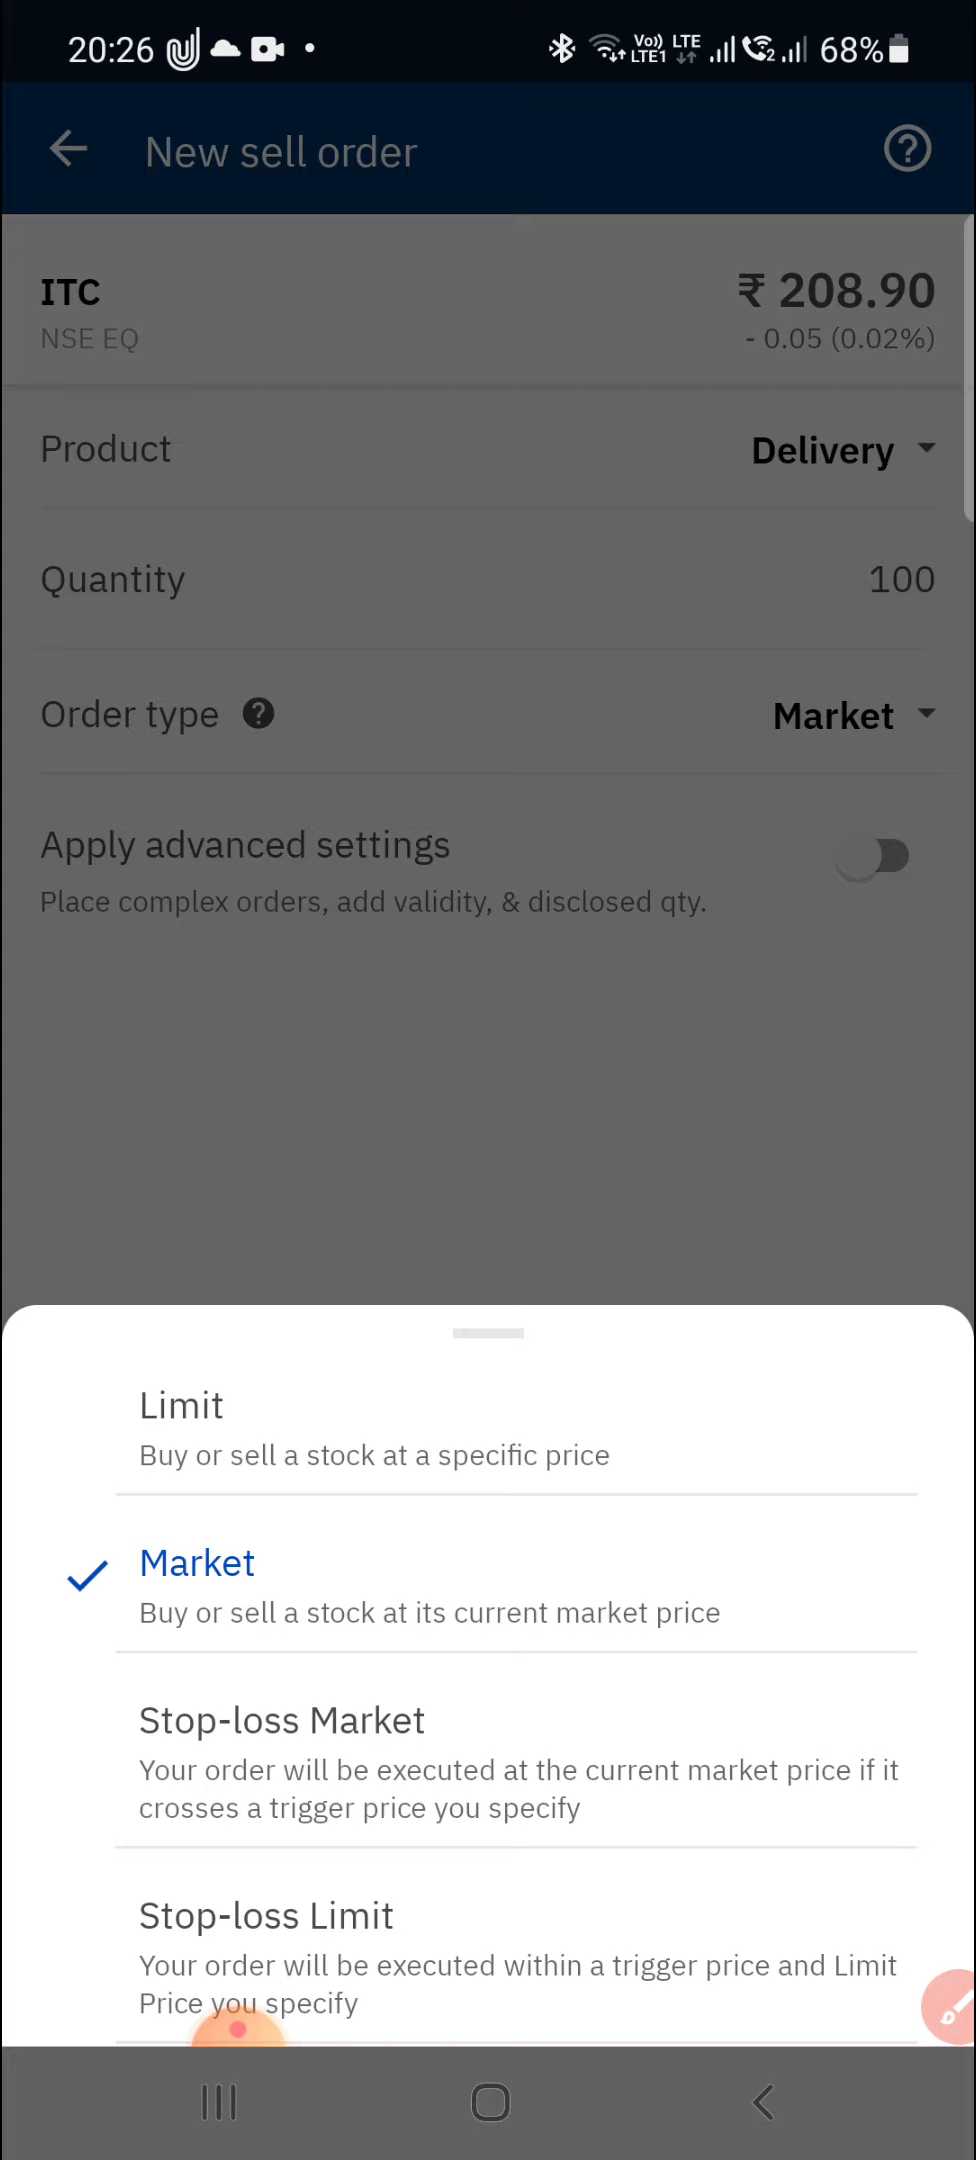 20:26 Vo)) LTE1 LTE 2 68%
New sell order
ITC ₹ 208.90
NSE EQ - 0.05 (0.02%)
Product Delivery
Quantity 100
Order type ? Market
Apply advanced settings
Place complex orders, add validity, & disclosed qty.
Limit
Buy or sell a stock at a specific price
Market
Buy or sell a stock at its current market price
Stop-loss Market
Your order will be executed at the current market price if it
crosses a trigger price you specify
Stop-loss Limit
Your order will be executed within a trigger price and Limit
Price you specify